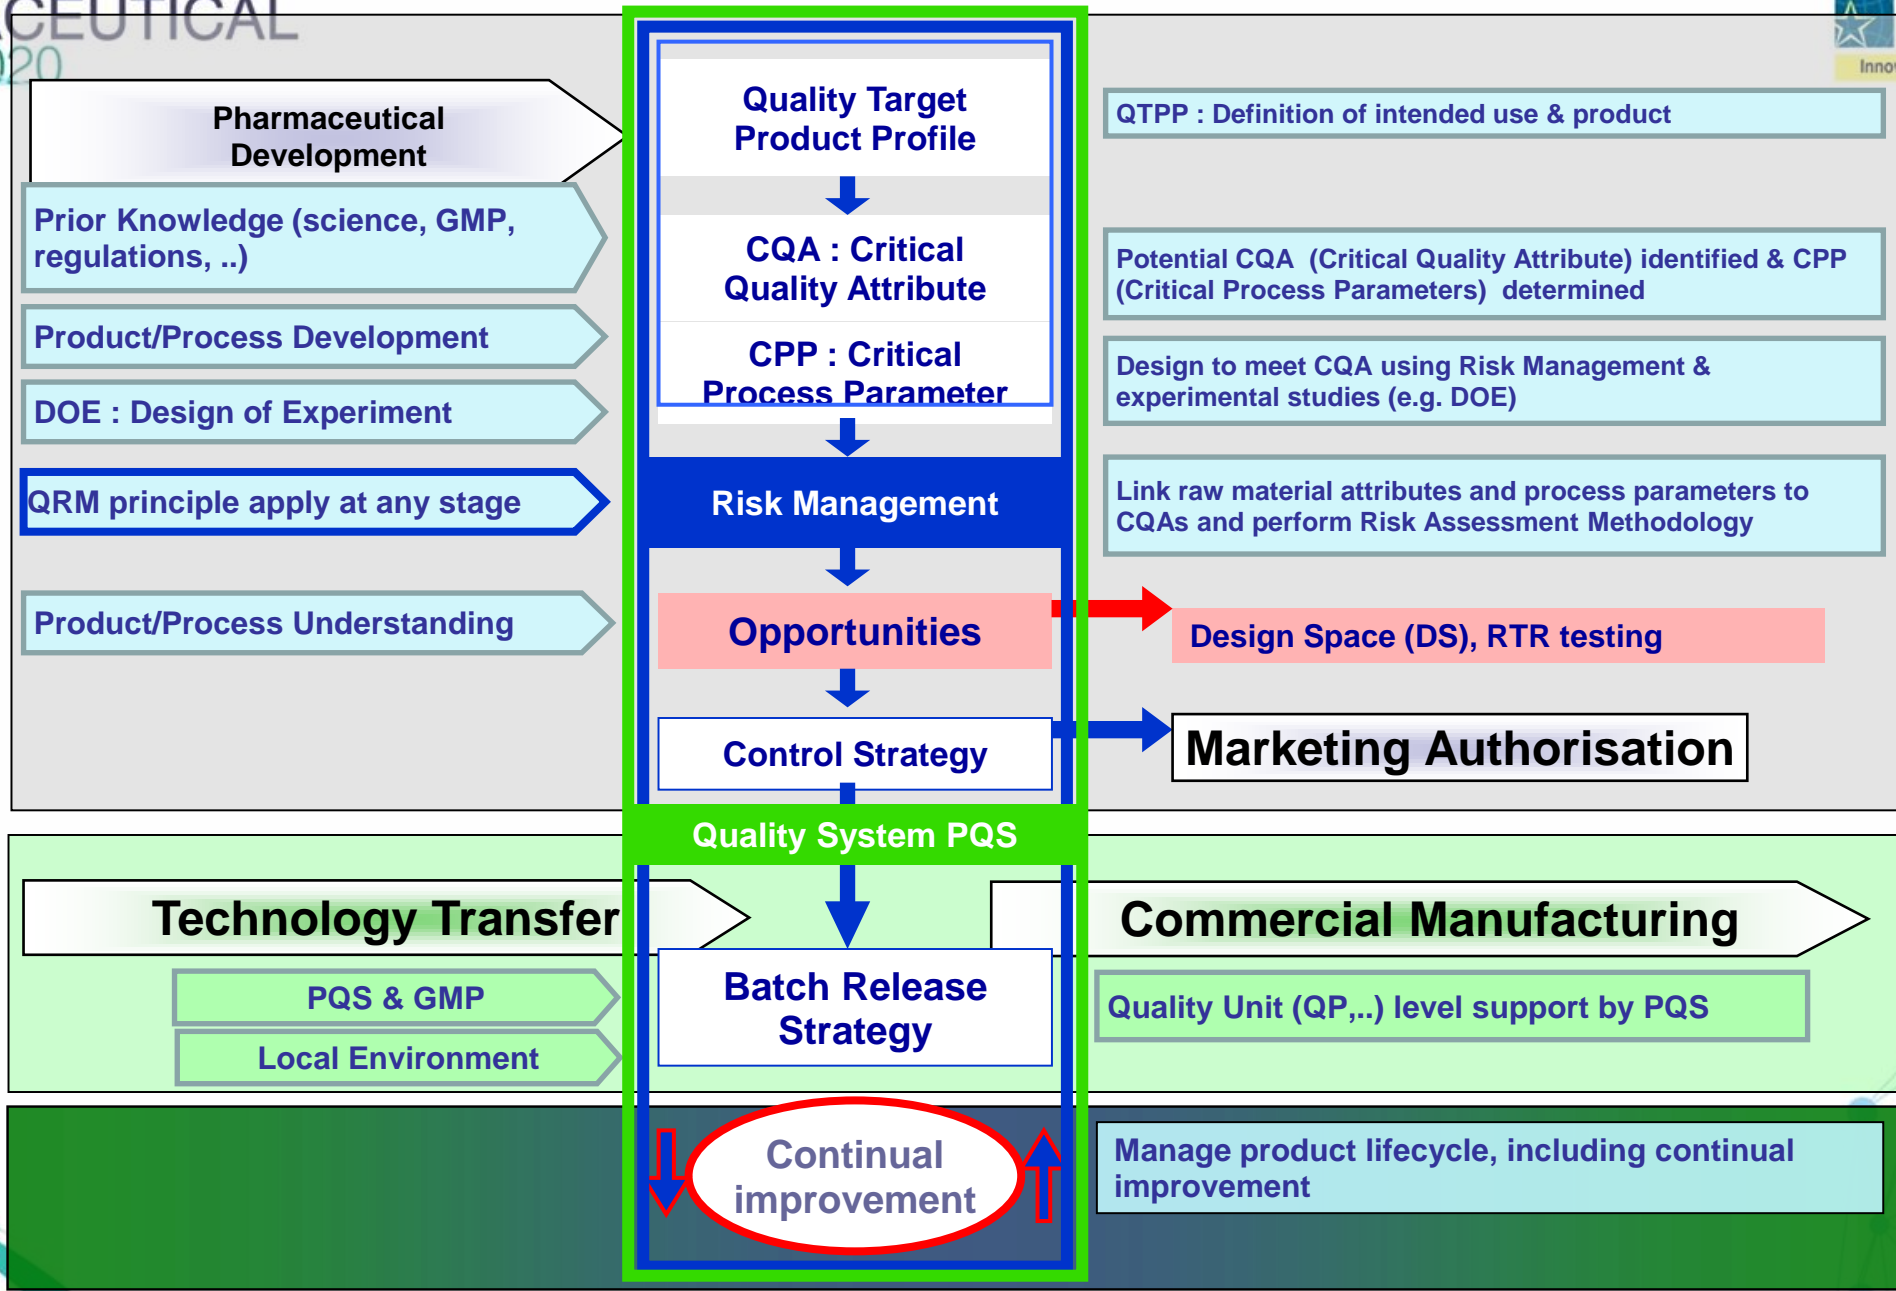 CEUTICAL
20
Innov
Pharmaceutical
Development
Prior Knowledge (science, GMP,
regulations, ..)
Product/Process Development
DOE : Design of Experiment
QRM principle apply at any stage
Product/Process Understanding
Quality Target
Product Profile
CQA : Critical
Quality Attribute
CPP : Critical
Process Parameter
Risk Management
Opportunities
Control Strategy
QTPP : Definition of intended use & product
Potential CQA (Critical Quality Attribute) identified & CPP
(Critical Process Parameters) determined
Design to meet CQA using Risk Management &
experimental studies (e.g. DOE)
Link raw material attributes and process parameters to
CQAs and perform Risk Assessment Methodology
Design Space (DS), RTR testing
Marketing Authorisation
Quality System PQS
Technology Transfer
PQS & GMP
Local Environment
Batch Release
Strategy
Commercial Manufacturing
Quality Unit (QP,..) level support by PQS
Continual
improvement
Manage product lifecycle, including continual
improvement